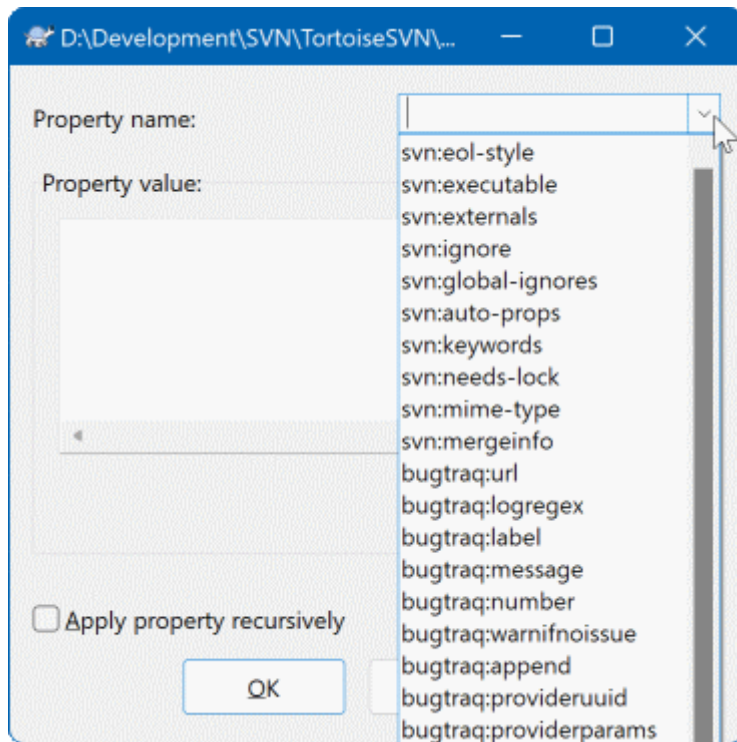 D:\Development\SVN\TortoiseSVN\...
Property name:
Property value:
svn:eol-style
svn:executable
svn:externals
svn:ignore
svn:global-ignores
svn:auto-props
svn:keywords
svn:needs-lock
svn:mime-type
svn:mergeinfo
bugtraq:url
bugtraq:logregex
bugtraq:label
bugtraq:message
bugtraq:number
bugtraq:warnifnoissue
bugtraq:append
bugtraq:provideruuid
bugtraq:providerparams
Apply property recursively
OK